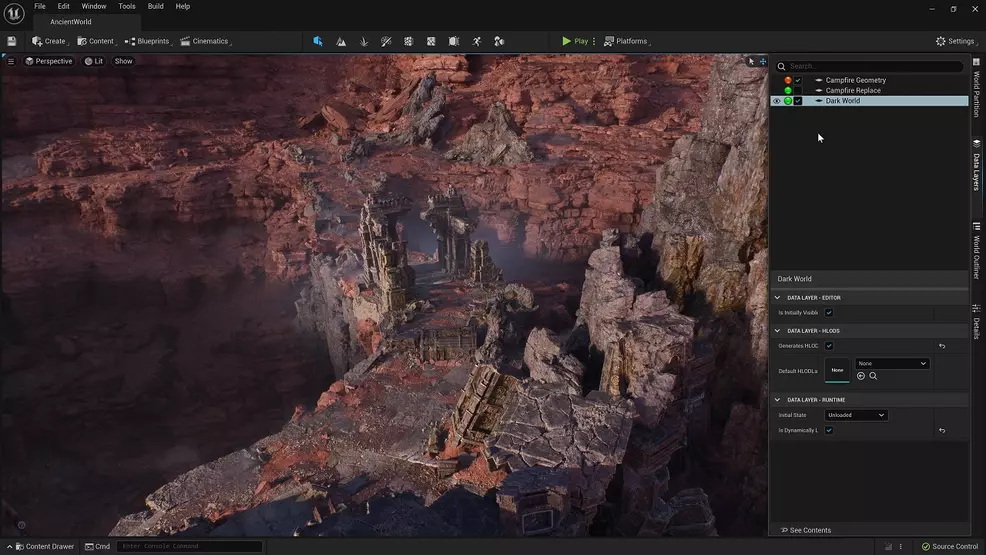 File Edit Window Tools Build Help
AncientWorld
Create Content Blueprints Cinematics Play Platforms Settings
Perspective Lit Show
Search...
Campfire Geometry
Campfire Replace
Dark World
World Partition
Data Layers
World Outliner
Details
Dark World
DATA LAYER - EDITOR
Is Initially Visibl
DATA LAYER - HLODS
Generates HLOD
Default HLODLa None None
DATA LAYER - RUNTIME
Initial State Unloaded
Is Dynamically L
See Contents
Content Drawer Cmd Enter Console Command Source Control